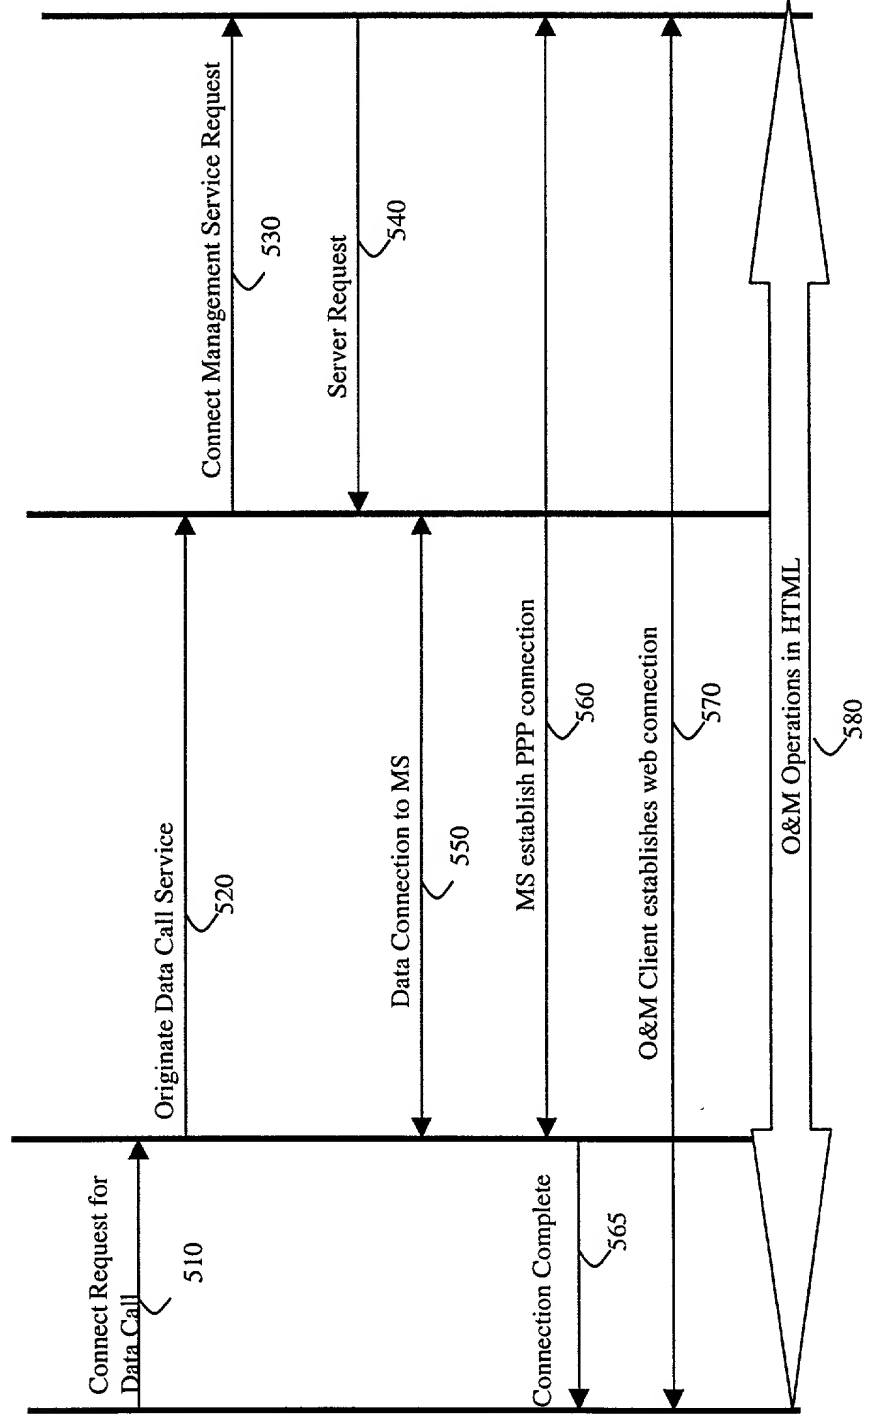 Connect Request for
Data Call
510
Originate Data Call Service
520
Connect Management Service Request
530
Server Request
540
Data Connection to MS
550
MS establish PPP connection
560
Connection Complete
565
O&M Client establishes web connection
570
O&M Operations in HTML
580